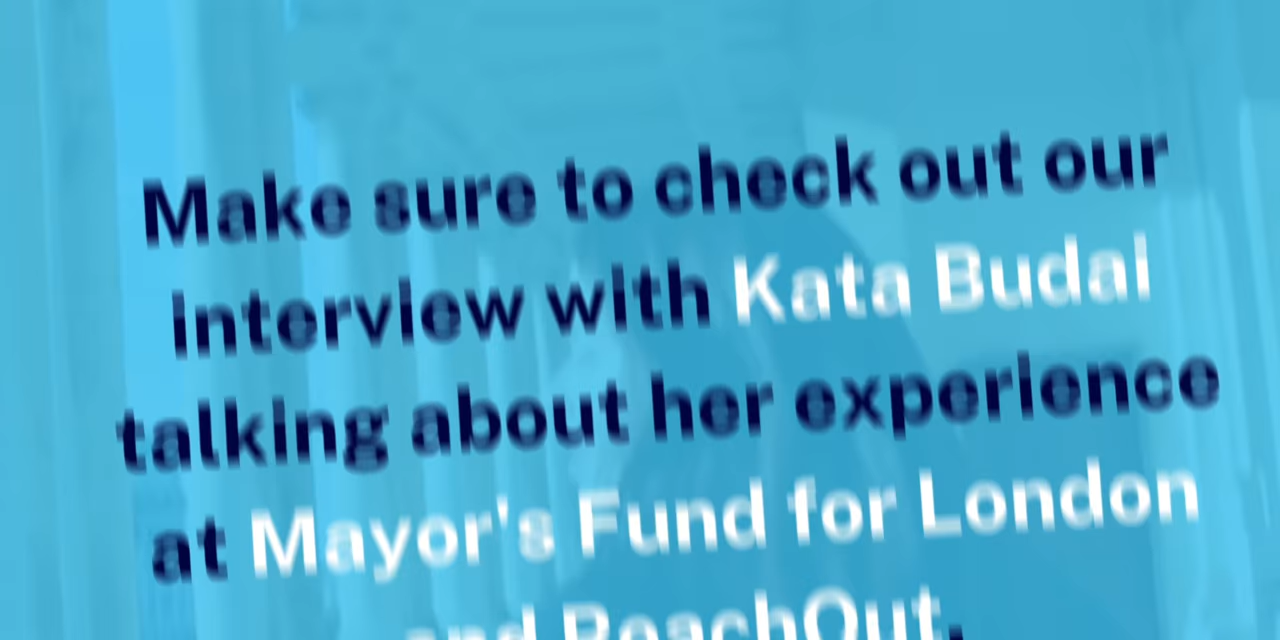 Make sure to check out our
interview with Kata Budai
talking about her experience
at Mayor's Fund for London
and ReachOut.